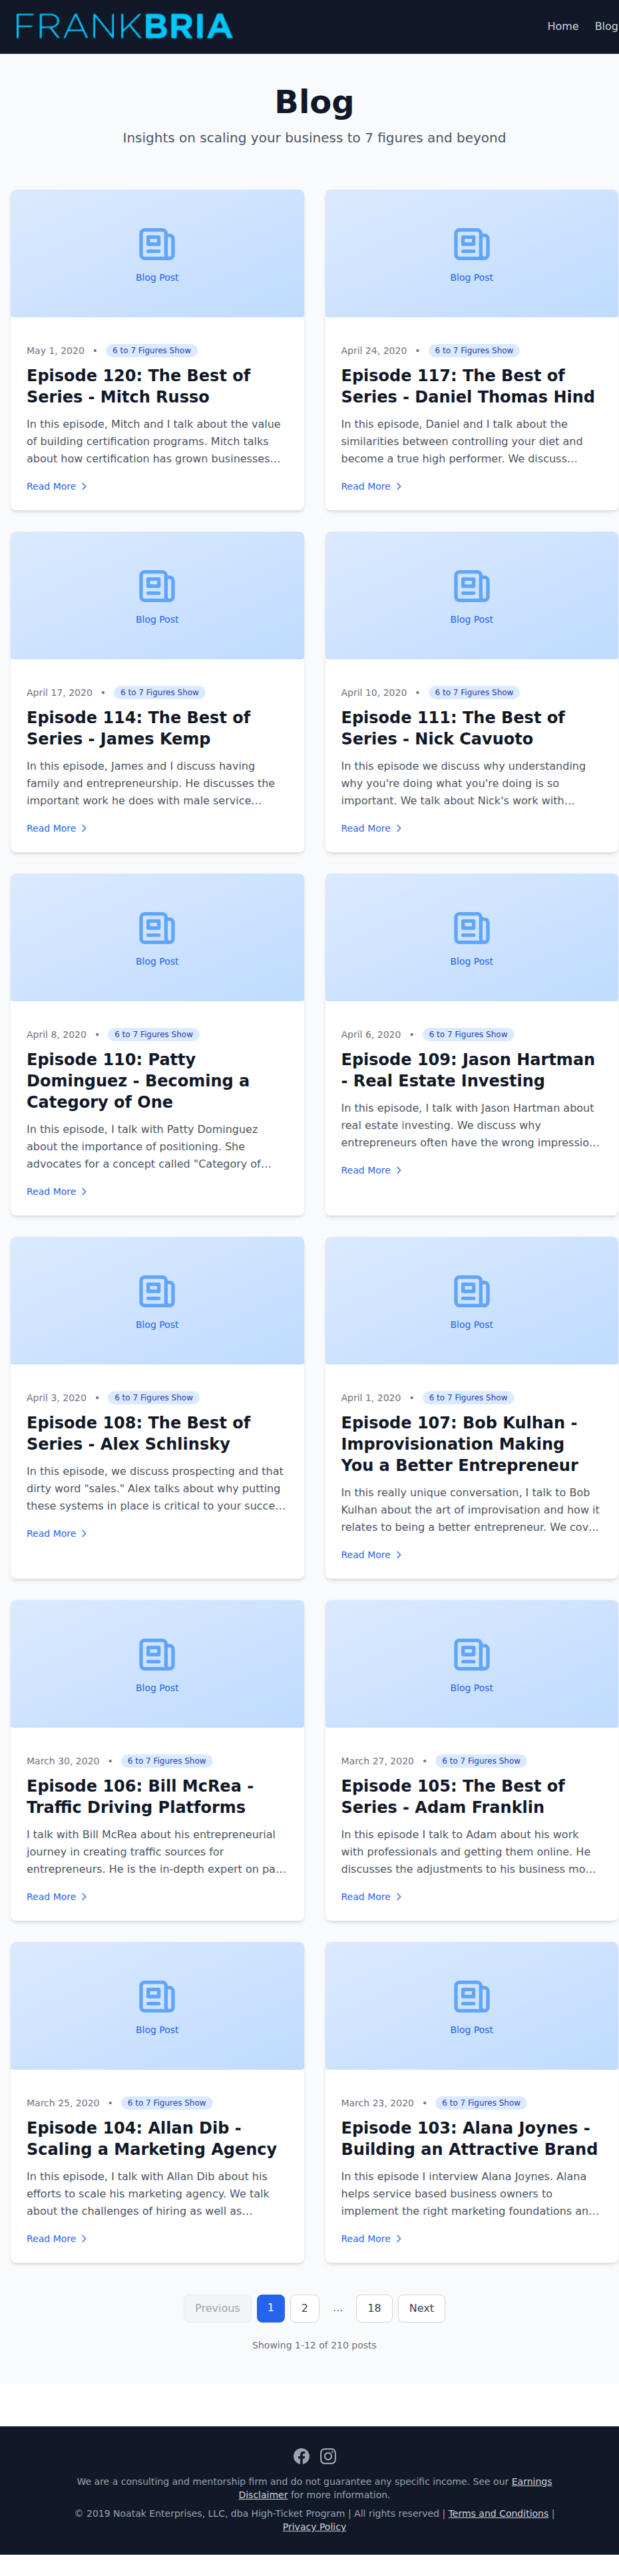 FRANKBRIA
Home Blog
Blog
Insights on scaling your business to 7 figures and beyond
Blog Post
May 1, 2020 • 6 to 7 Figures Show
Episode 120: The Best of
Series - Mitch Russo
In this episode, Mitch and I talk about the value
of building certification programs. Mitch talks
about how certification has grown businesses...
Read More
Blog Post
April 24, 2020 • 6 to 7 Figures Show
Episode 117: The Best of
Series - Daniel Thomas Hind
In this episode, Daniel and I talk about the
similarities between controlling your diet and
become a true high performer. We discuss...
Read More
Blog Post
April 17, 2020 • 6 to 7 Figures Show
Episode 114: The Best of
Series - James Kemp
In this episode, James and I discuss having
family and entrepreneurship. He discusses the
important work he does with male service...
Read More
Blog Post
April 10, 2020 • 6 to 7 Figures Show
Episode 111: The Best of
Series - Nick Cavuoto
In this episode we discuss why understanding
why you're doing what you're doing is so
important. We talk about Nick's work with...
Read More
Blog Post
April 8, 2020 • 6 to 7 Figures Show
Episode 110: Patty
Dominguez - Becoming a
Category of One
In this episode, I talk with Patty Dominguez
about the importance of positioning. She
advocates for a concept called "Category of...
Read More
Blog Post
April 6, 2020 • 6 to 7 Figures Show
Episode 109: Jason Hartman
- Real Estate Investing
In this episode, I talk with Jason Hartman about
real estate investing. We discuss why
entrepreneurs often have the wrong impressio...
Read More
Blog Post
April 3, 2020 • 6 to 7 Figures Show
Episode 108: The Best of
Series - Alex Schlinsky
In this episode, we discuss prospecting and that
dirty word "sales." Alex talks about why putting
these systems in place is critical to your succe...
Read More
Blog Post
April 1, 2020 • 6 to 7 Figures Show
Episode 107: Bob Kulhan -
Improvisionation Making
You a Better Entrepreneur
In this really unique conversation, I talk to Bob
Kulhan about the art of improvisation and how it
relates to being a better entrepreneur. We cov...
Read More
Blog Post
March 30, 2020 • 6 to 7 Figures Show
Episode 106: Bill McRea -
Traffic Driving Platforms
I talk with Bill McRea about his entrepreneurial
journey in creating traffic sources for
entrepreneurs. He is the in-depth expert on pa...
Read More
Blog Post
March 27, 2020 • 6 to 7 Figures Show
Episode 105: The Best of
Series - Adam Franklin
In this episode I talk to Adam about his work
with professionals and getting them online. He
discusses the adjustments to his business mo...
Read More
Blog Post
March 25, 2020 • 6 to 7 Figures Show
Episode 104: Allan Dib -
Scaling a Marketing Agency
In this episode, I talk with Allan Dib about his
efforts to scale his marketing agency. We talk
about the challenges of hiring as well as...
Read More
Blog Post
March 23, 2020 • 6 to 7 Figures Show
Episode 103: Alana Joynes -
Building an Attractive Brand
In this episode I interview Alana Joynes. Alana
helps service based business owners to
implement the right marketing foundations an...
Read More
Previous 1 2 ... 18 Next
Showing 1-12 of 210 posts
We are a consulting and mentorship firm and do not guarantee any specific income. See our Earnings
Disclaimer for more information.
© 2019 Noatak Enterprises, LLC, dba High-Ticket Program | All rights reserved | Terms and Conditions |
Privacy Policy